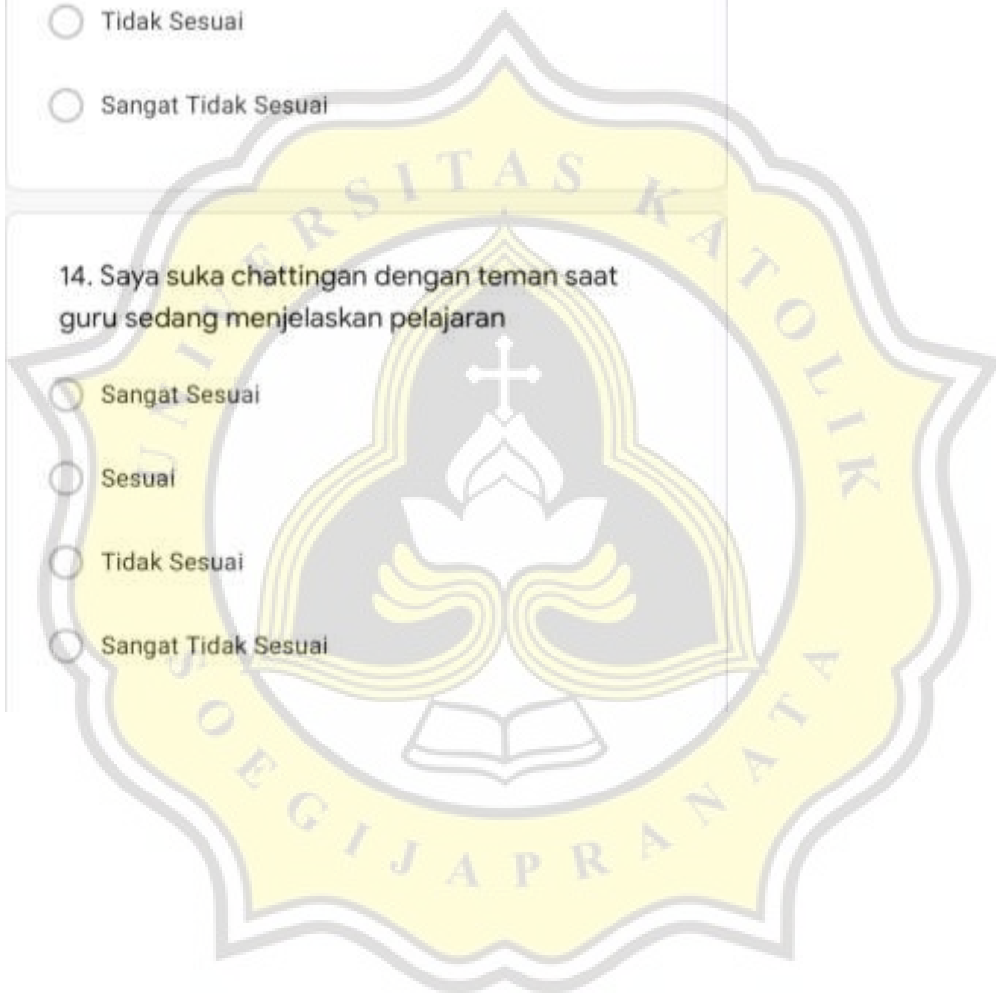 Tidak Sesuai
Sangat Tidak Sesuai
14. Saya suka chattingan dengan teman saat
guru sedang menjelaskan pelajaran
Sangat Sesuai
Sesuai
Tidak Sesuai
Sangat Tidak Sesuai
UNIVERSITAS KATOLIK
SOEGIJAPRANATA